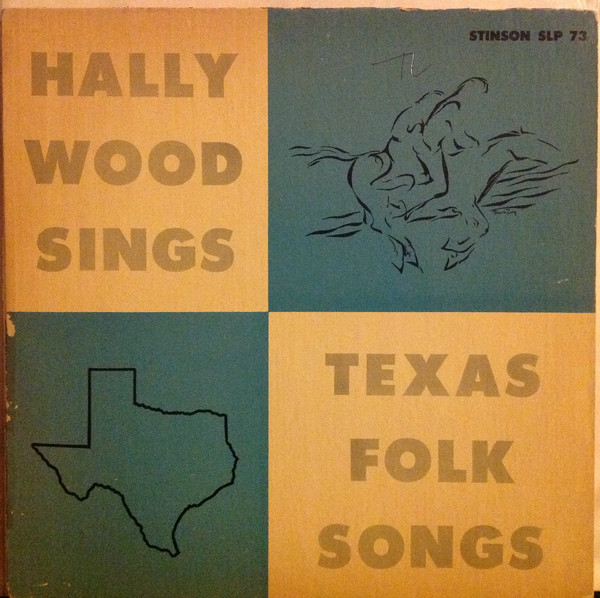 HALLY
WOOD
SINGS
STINSON SLP 73
TEXAS
FOLK
SONGS